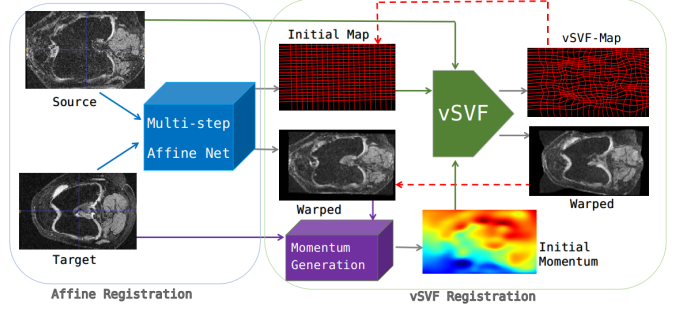 Source
Multi-step
Affine Net
Target
Affine Registration
Initial Map
Warped
Momentum
Generation
vSVF
vSVF-Map
Warped
Initial
Momentum
vSVF Registration